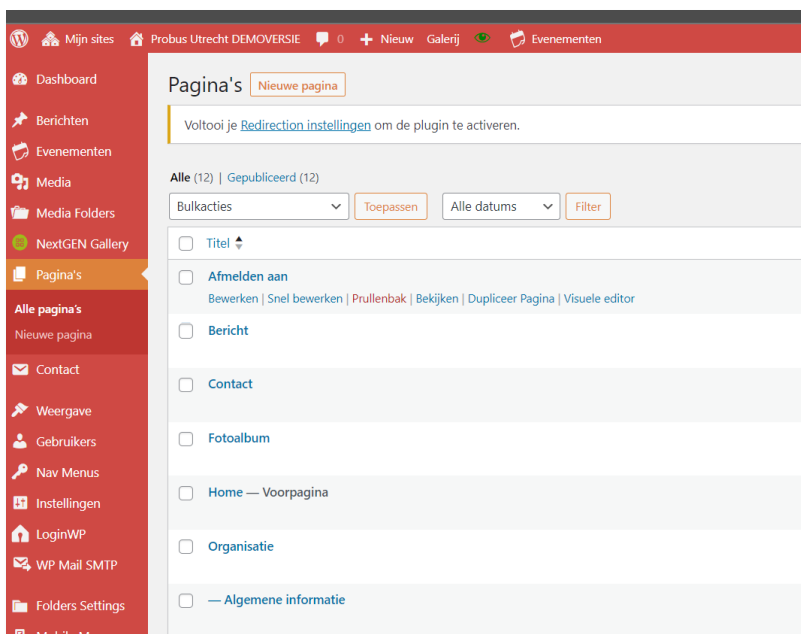 Mijn sites Probus Utrecht DEMOVERSIE 0 + Nieuw Galerij Evenementen
Dashboard
Berichten
Evenementen
Media
Media Folders
NextGEN Gallery
Pagina's
Alle pagina's
Nieuwe pagina
Contact
Weergave
Gebruikers
Nav Menus
Instellingen
LoginWP
WP Mail SMTP
Folders Settings
Pagina's Nieuwe pagina
Voltooi je Redirection instellingen om de plugin te activeren.
Alle (12) | Gepubliceerd (12)
Bulkacties Toepassen Alle datums Filter
Titel
Afmelden aan
Bewerken | Snel bewerken | Prullenbak | Bekijken | Dupliceer Pagina | Visuele editor
Bericht
Contact
Fotoalbum
Home — Voorpagina
Organisatie
— Algemene informatie